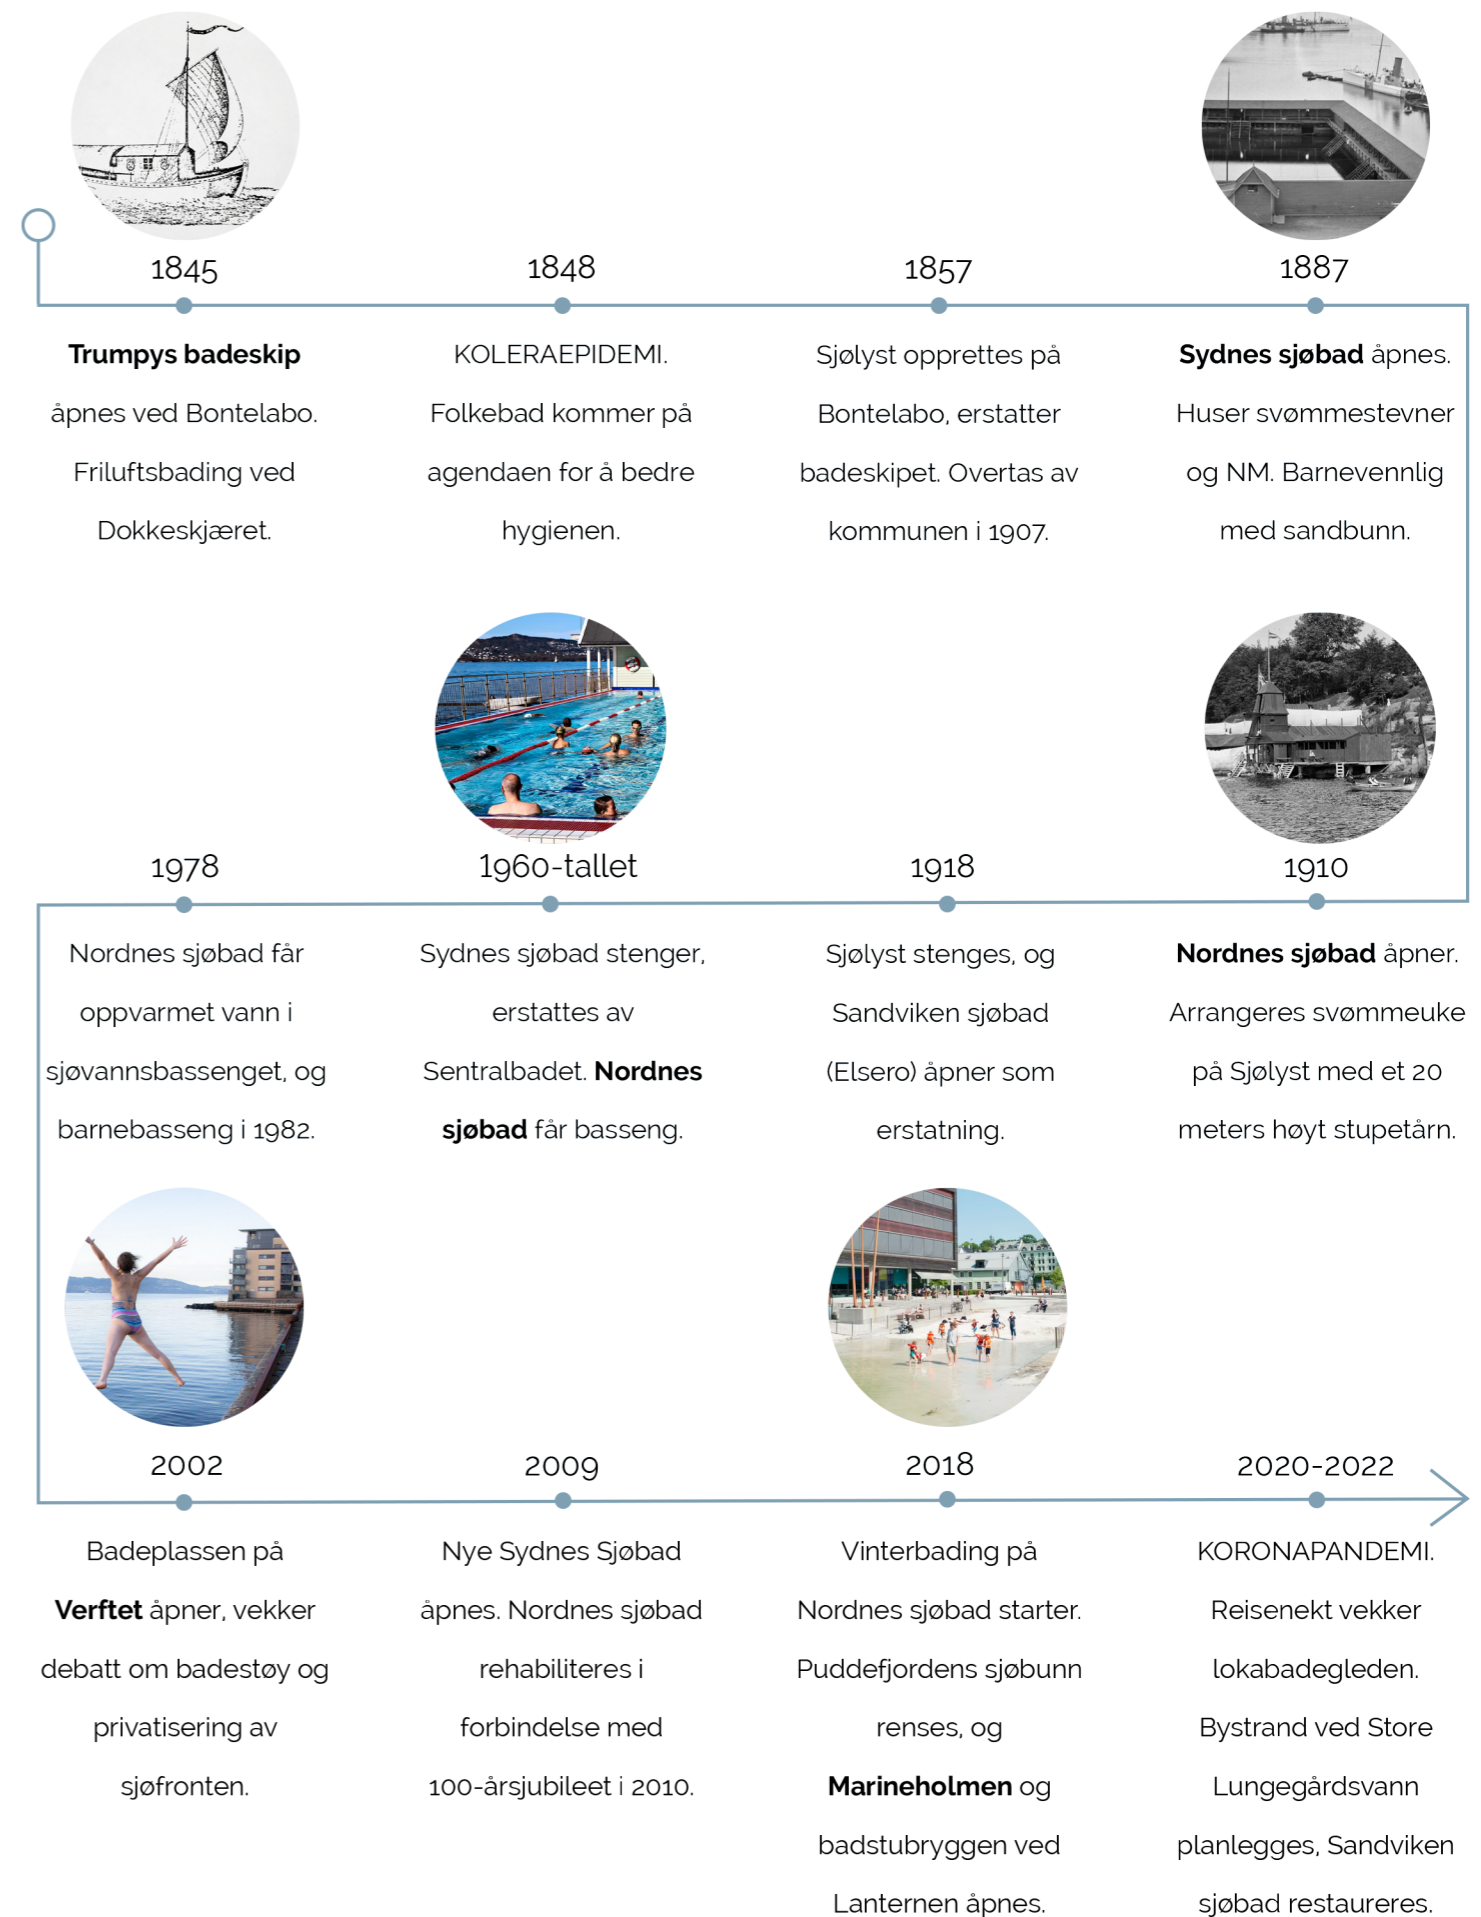 1845
Trumpys badeskip
åpnes ved Bontelabo.
Friluftsbading ved
Dokkeskjæret.
1848
KOLERAEPIDEMI.
Folkebad kommer på
agendaen for å bedre
hygienen.
1857
Sjølyst opprettes på
Bontelabo, erstatter
badeskipet. Overtas av
kommunen i 1907.
1887
Sydnes sjøbad åpnes.
Huser svømmestevner
og NM. Barnevennlig
med sandbunn.
1910
Nordnes sjøbad åpner.
Arrangeres svømmeuke
på Sjølyst med et 20
meters høyt stupetårn.
1918
Sjølyst stenges, og
Sandviken sjøbad
(Elsero) åpner som
erstatning.
1960-tallet
Sydnes sjøbad stenger,
erstattes av
Sentralbadet. Nordnes
sjøbad får basseng.
1978
Nordnes sjøbad får
oppvarmet vann i
sjøvannsbassenget, og
barnebasseng i 1982.
2002
Badeplassen på
Verftet åpner, vekker
debatt om badestøy og
privatisering av
sjøfronten.
2009
Nye Sydnes Sjøbad
åpnes. Nordnes sjøbad
rehabiliteres i
forbindelse med
100-årsjubileet i 2010.
2018
Vinterbading på
Nordnes sjøbad starter.
Puddefjordens sjøbunn
renses, og
Marineholmen og
badstubryggen ved
Lanternen åpnes.
2020-2022
KORONAPANDEMI.
Reisenekt vekker
lokabadegleden.
Bystrand ved Store
Lungegårdsvann
planlegges, Sandviken
sjøbad restaureres.